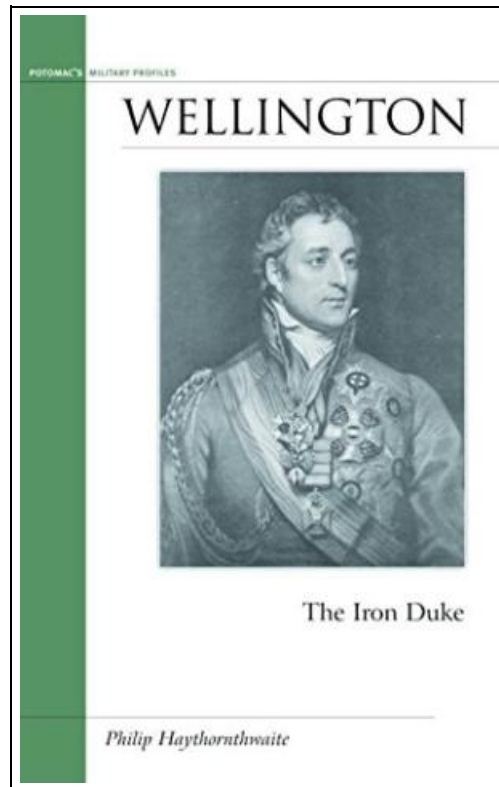 POTOMAC'S MILITARY PROFILES
WELLINGTON
The Iron Duke
Philip Haythornthwaite